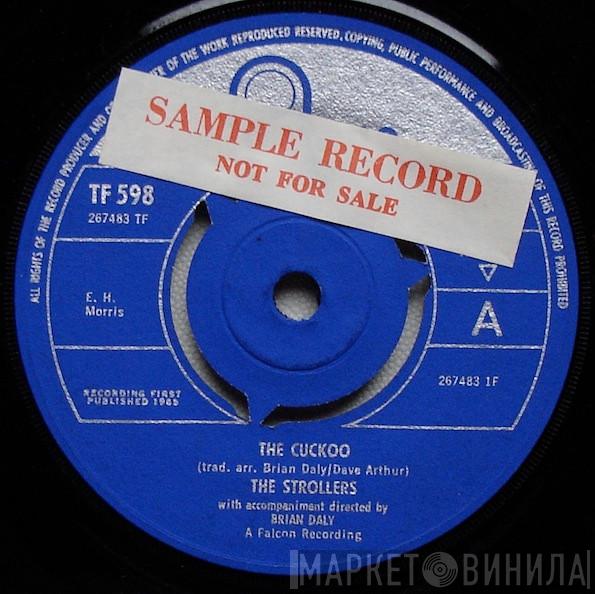 ALL RIGHTS OF THE RECORD PRODUCER AND OF THE WORK REPRODUCED RESERVED, COPYING, PUBLIC PERFORMANCE AND BROADCASTING OF THIS RECORD PROHIBITED
SAMPLE RECORD
NOT FOR SALE
TF 598
267483 TF
E. H.
Morris
A
RECORDING FIRST
PUBLISHED 1965
267483 1F
THE CUCKOO
(trad. arr. Brian Daly/Dave Arthur)
THE STROLLERS
with accompaniment directed by
BRIAN DALY
A Falcon Recording
МАРКЕТ ВИНИЛА